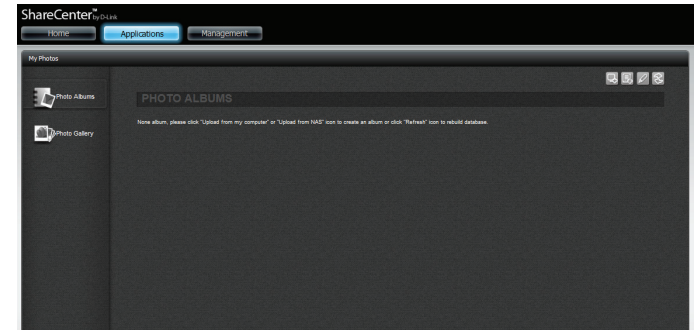 ShareCenter™ by D-Link
Home Applications Management
My Photos
Photo Albums
PHOTO ALBUMS
None album, please click "Upload from my computer" or "Upload from NAS" icon to create an album or click "Refresh" icon to rebuild database.
Photo Gallery